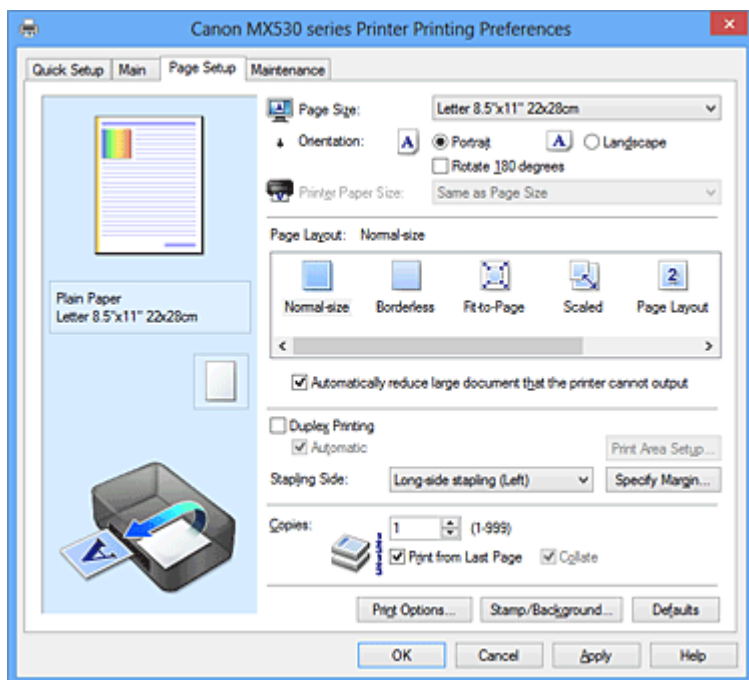 Canon MX530 series Printer Printing Preferences
Quick Setup Main Page Setup Maintenance
Page Size: Letter 8.5"x11" 22x28cm
Orientation: A Portrait A Landscape
Rotate 180 degrees
Printer Paper Size: Same as Page Size
Page Layout: Normal-size
2
Normal-size Borderless Fit-to-Page Scaled Page Layout
Plain Paper
Letter 8.5"x11" 22x28cm
Automatically reduce large document that the printer cannot output
Duplex Printing
Automatic
Print Area Setup...
Stapling Side: Long-side stapling (Left) Specify Margin...
Copies: 1 (1-999)
Print from Last Page Collate
A
Print Options... Stamp/Background... Defaults
OK Cancel Apply Help